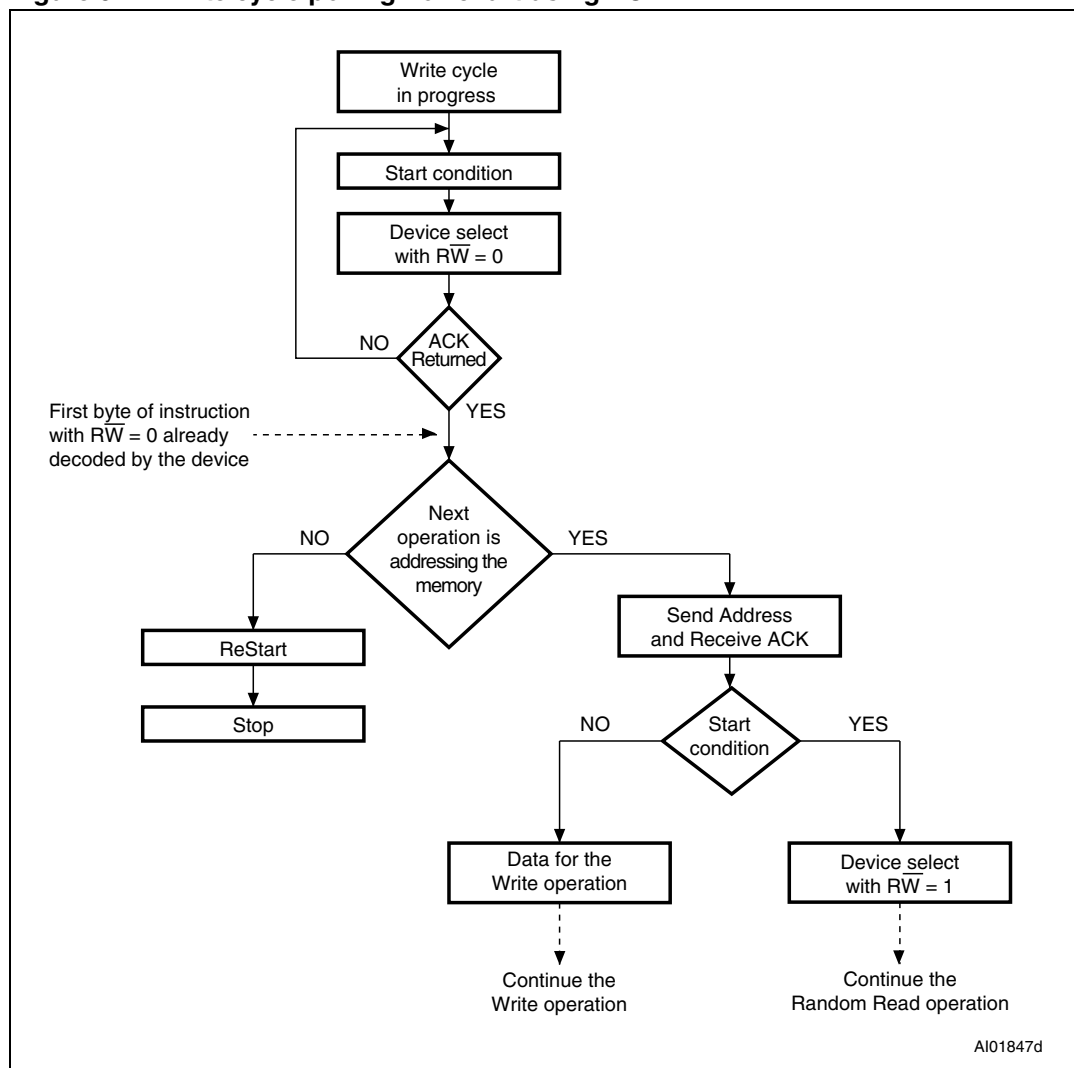 Write cycle
in progress
Start condition
Device select
with RW̅ = 0
NO
ACK
Returned
YES
First byte of instruction
with RW̅ = 0 already
decoded by the device
Next
operation is
addressing the
memory
NO
YES
Send Address
and Receive ACK
ReStart
Stop
Start
condition
NO
YES
Data for the
Write operation
Device select
with RW̅ = 1
Continue the
Write operation
Continue the
Random Read operation
AI01847d